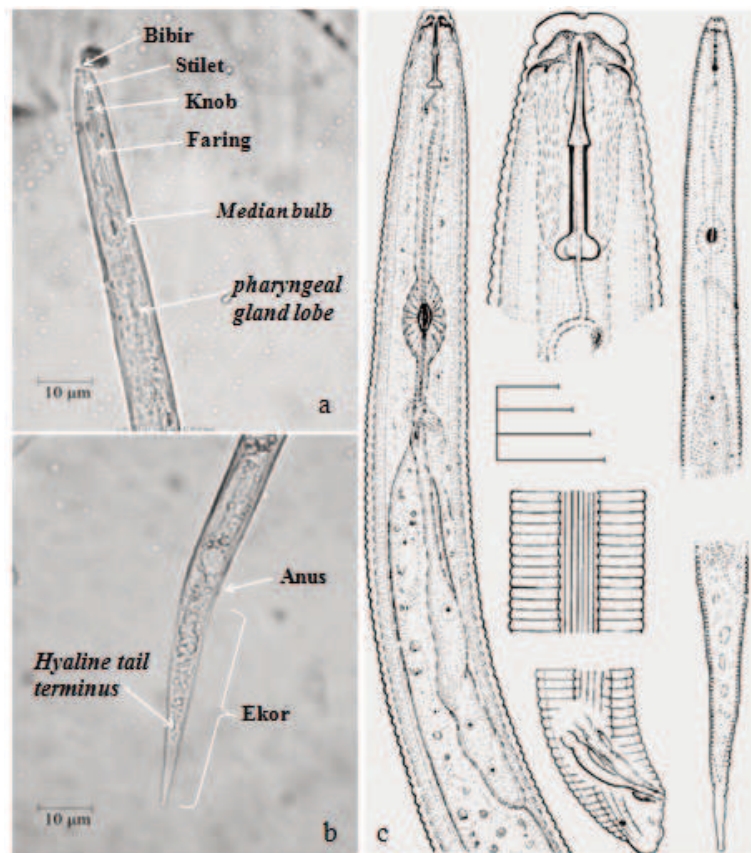 Bibir
Stilet
Knob
Faring
Median bulb
pharyngeal
gland lobe
10 µm
a
Anus
Hyaline tail
terminus
Ekor
10 µm
b
c